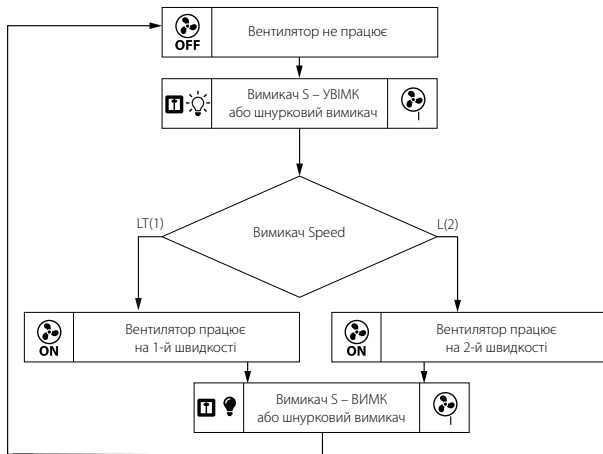 OFF
Вентилятор не працює
Вимикач S – УВІМК
або шнурковий вимикач
LT(1)
Вимикач Speed
L(2)
ON
Вентилятор працює
на 1-й швидкості
ON
Вентилятор працює
на 2-й швидкості
Вимикач S – ВИМК
або шнурковий вимикач